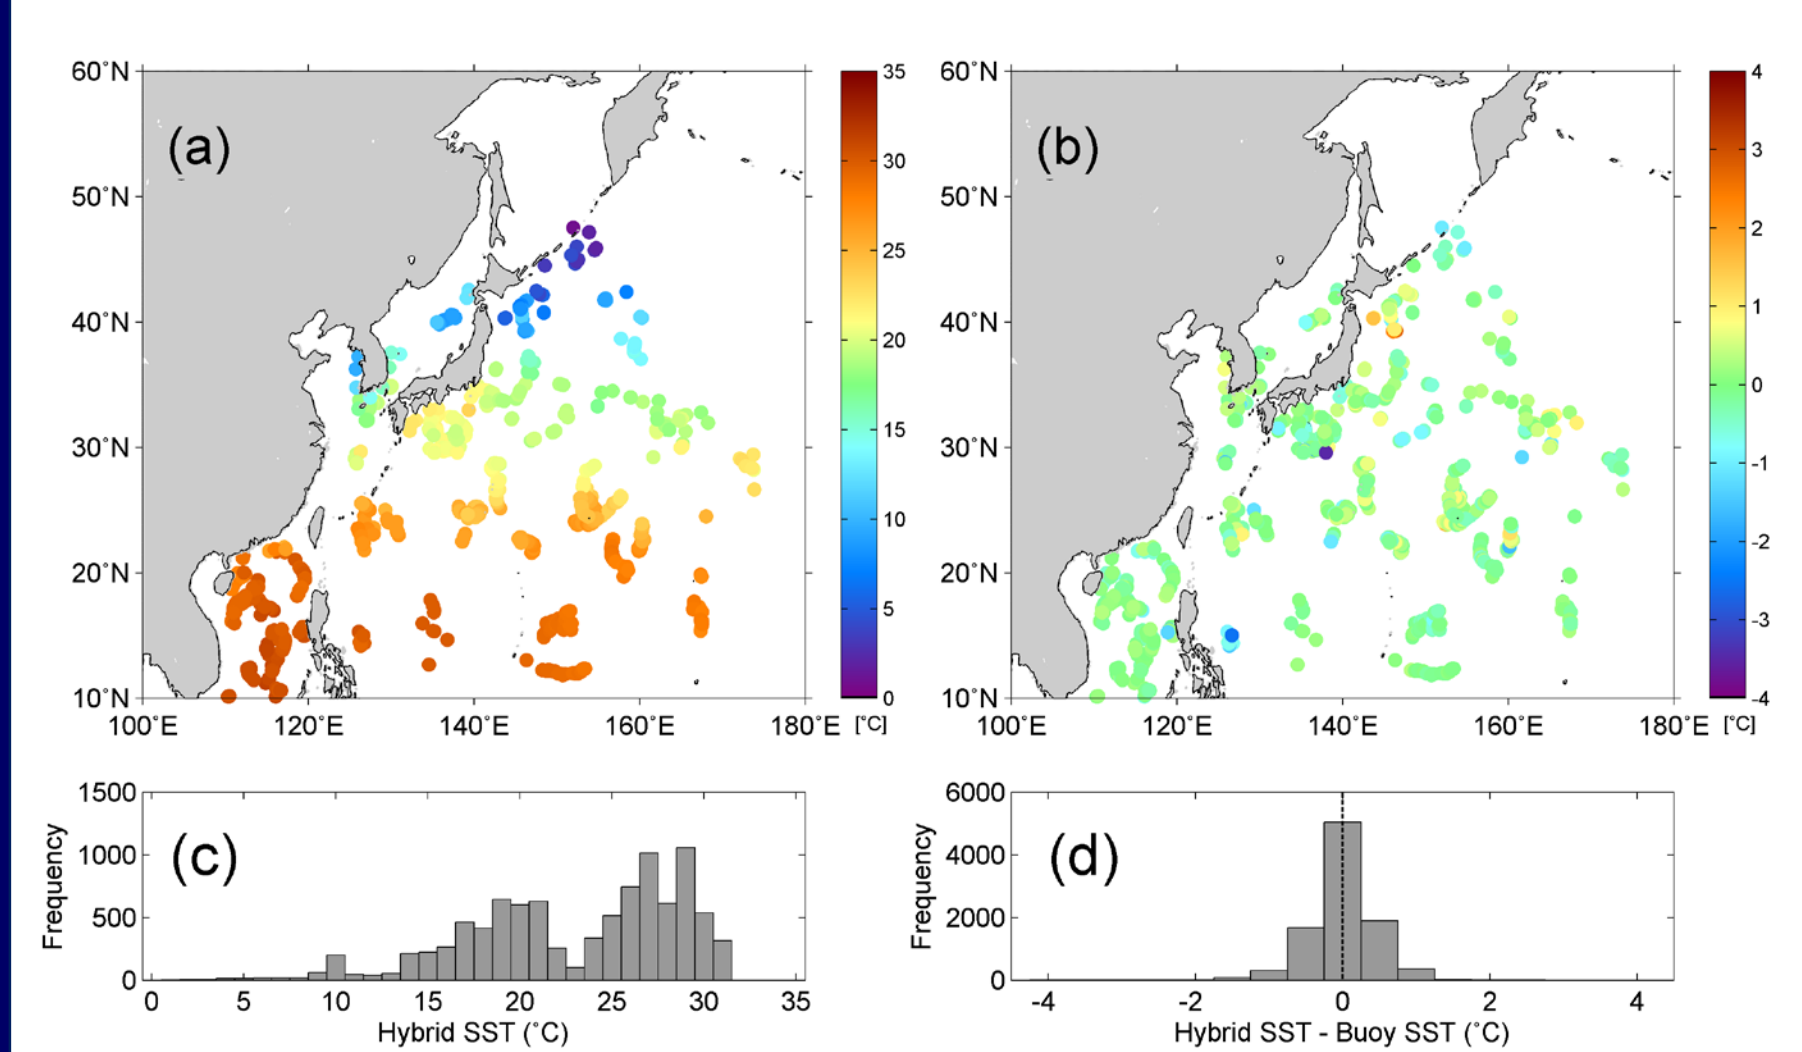 (a)
60˚N
50˚N
40˚N
30˚N
20˚N
10˚N
100˚E 120˚E 140˚E 160˚E 180˚E
35
30
25
20
15
10
5
0
[˚C]
(b)
60˚N
50˚N
40˚N
30˚N
20˚N
10˚N
100˚E 120˚E 140˚E 160˚E 180˚E
4
3
2
1
0
-1
-2
-3
-4
[˚C]
(c)
Frequency
1500
1000
500
0
0 5 10 15 20 25 30 35
Hybrid SST (˚C)
(d)
Frequency
6000
4000
2000
0
-4 -2 0 2 4
Hybrid SST - Buoy SST (˚C)